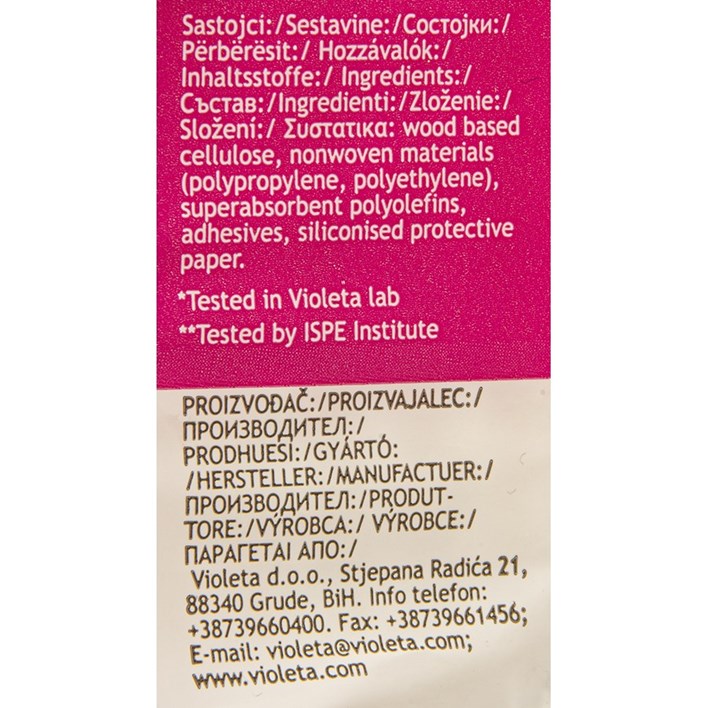 Sastojci:/Sestavine:/Состојки:/
Përbërësit:/ Hozzávalók:/
Inhaltsstoffe:/ Ingredients:/
Състав:/Ingredienti:/Zloženie:/
Složení:/ Συστατικα: wood based
cellulose, nonwoven materials
(polypropylene, polyethylene),
superabsorbent polyolefins,
adhesives, siliconised protective
paper.
*Tested in Violeta lab
**Tested by ISPE Institute
PROIZVOĐAČ:/PROIZVAJALEC:/
ПРОИЗВОДИТЕЛ:/
PRODHUESI:/GYÁRTÓ:
/HERSTELLER:/MANUFACTUER:/
ПРОИЗВОДИТЕЛ:/PRODUT-
TORE:/VÝROBCA:/ VÝROBCE:/
ΠΑΡΑΓΕΤΑΙ ΑΠΟ:/
Violeta d.o.o., Stjepana Radića 21,
88340 Grude, BiH. Info telefon:
+38739660400. Fax: +38739661456;
E-mail: violeta@violeta.com;
www.violeta.com